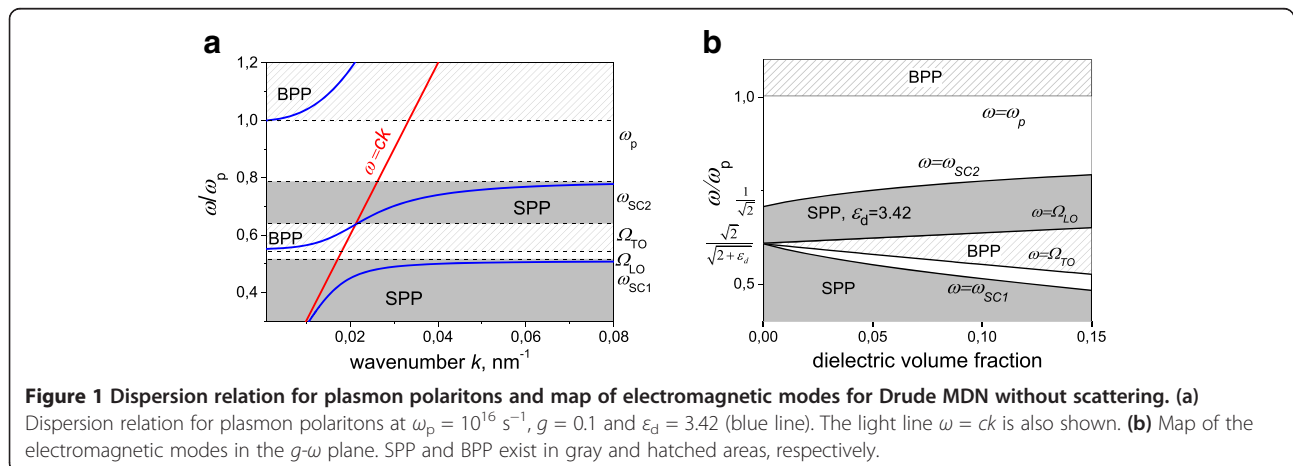 a
b
1,2
1,0
0,8
0,6
0,4
ω/ωp
BPP
ω=ck
SPP
BPP
SPP
ωp
ωSC2
ΩTO
ΩLO
ωSC1
0,00
0,02
0,04
0,06
0,08
wavenumber k, nm-1
BPP
1,0
ω=ωp
ω/ωp
ω=ωSC2
1
√2
SPP, εd=3.42
ω=ΩLO
√2
√2 + εd
BPP
ω=ΩTO
0,5
SPP
ω=ωSC1
0,00
0,05
0,10
0,15
dielectric volume fraction
Figure 1 Dispersion relation for plasmon polaritons and map of electromagnetic modes for Drude MDN without scattering. (a)
Dispersion relation for plasmon polaritons at ωp = 10^16 s−1, g = 0.1 and εd = 3.42 (blue line). The light line ω = ck is also shown. (b) Map of the
electromagnetic modes in the g-ω plane. SPP and BPP exist in gray and hatched areas, respectively.